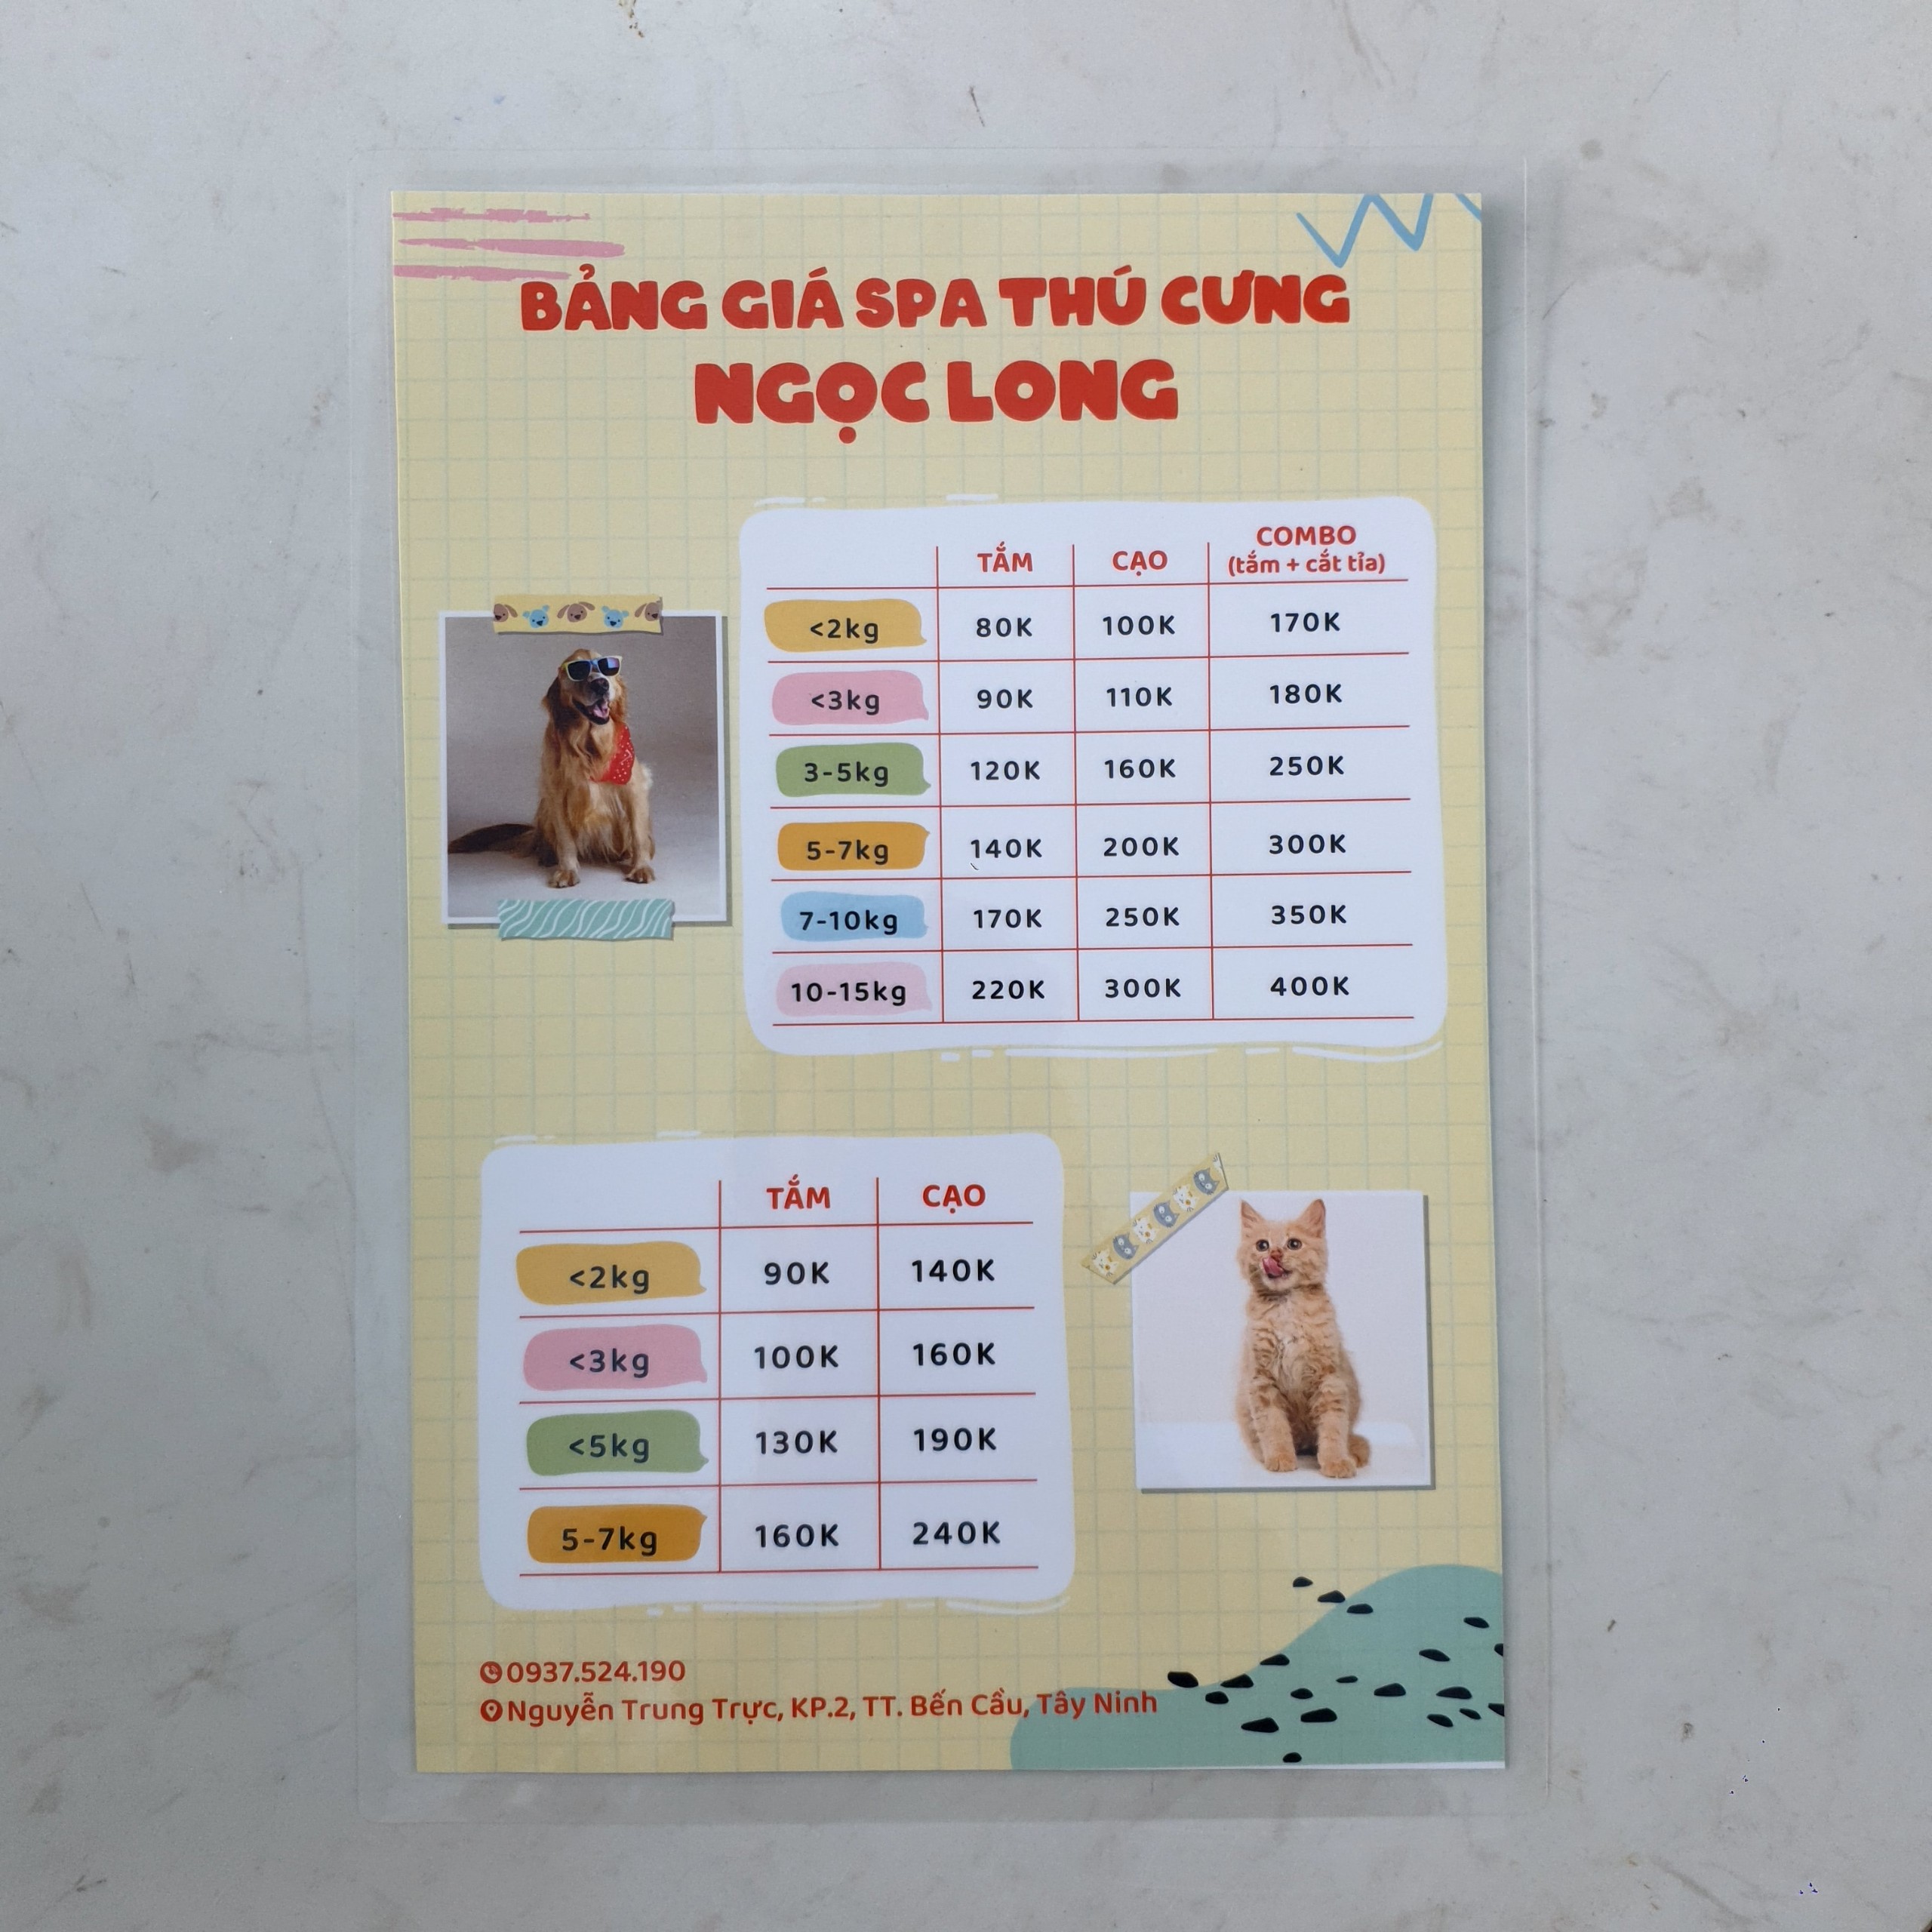 BẢNG GIÁ SPA THÚ CƯNG
NGỌC LONG
TẮM CẠO COMBO
(tắm + cắt tỉa)
<2kg 80K 100K 170K
<3kg 90K 110K 180K
3-5kg 120K 160K 250K
5-7kg 140K 200K 300K
7-10kg 170K 250K 350K
10-15kg 220K 300K 400K
TẮM CẠO
<2kg 90K 140K
<3kg 100K 160K
<5kg 130K 190K
5-7kg 160K 240K
0937.524.190
Nguyễn Trung Trực, KP.2, TT. Bến Cầu, Tây Ninh